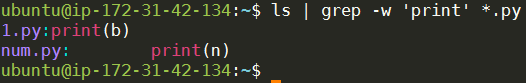 ubuntu@ip-172-31-42-134:~$ ls | grep -w 'print' *.py
1.py:print(b)
num.py:        print(n)
ubuntu@ip-172-31-42-134:~$